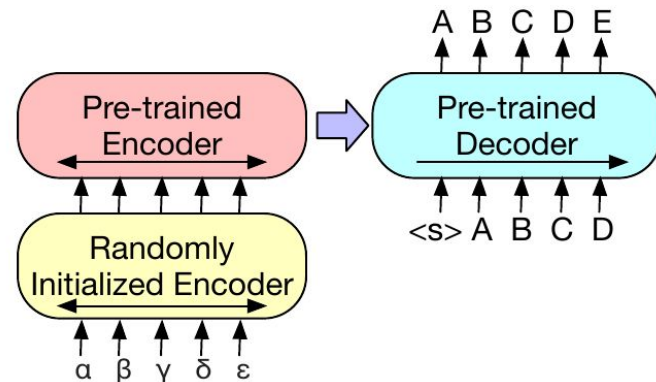 A B C D E
Pre-trained
Encoder
Pre-trained
Decoder
<s> A B C D
Randomly
Initialized Encoder
α β γ δ ε